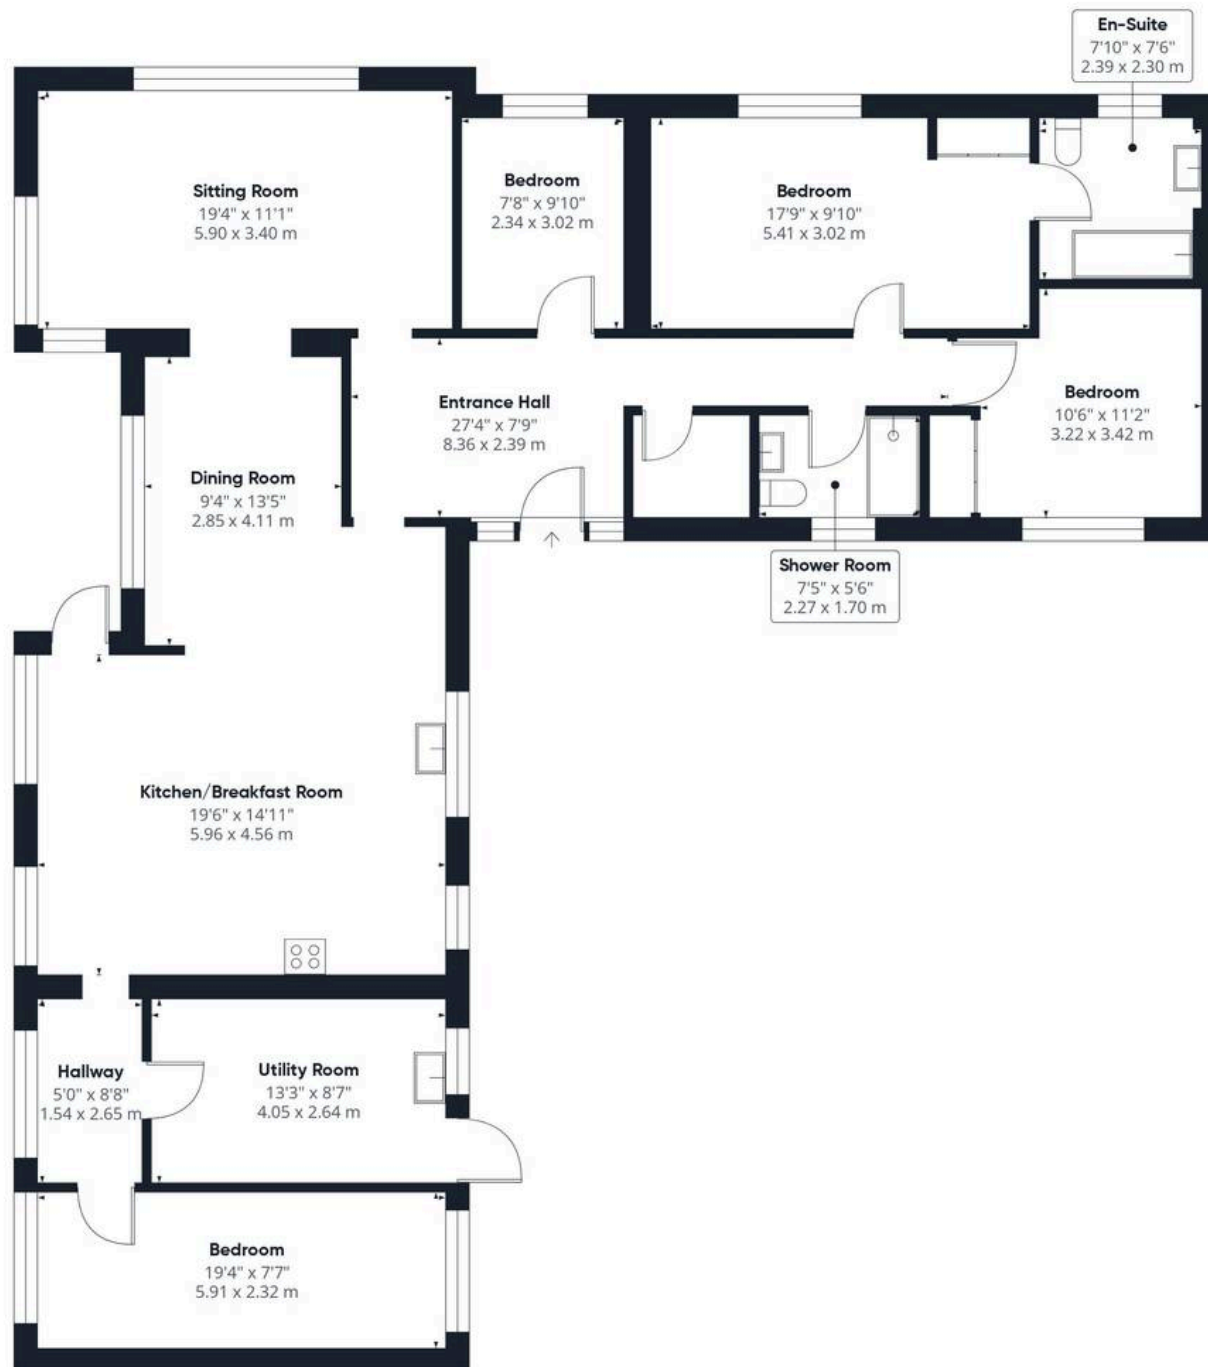 En-Suite
7'10" x 7'6"
2.39 x 2.30 m
Sitting Room
19'4" x 11'1"
5.90 x 3.40 m
Bedroom
7'8" x 9'10"
2.34 x 3.02 m
Bedroom
17'9" x 9'10"
5.41 x 3.02 m
Entrance Hall
27'4" x 7'9"
8.36 x 2.39 m
Bedroom
10'6" x 11'2"
3.22 x 3.42 m
Dining Room
9'4" x 13'5"
2.85 x 4.11 m
Shower Room
7'5" x 5'6"
2.27 x 1.70 m
Kitchen/Breakfast Room
19'6" x 14'11"
5.96 x 4.56 m
Hallway
5'0" x 8'8"
1.54 x 2.65 m
Utility Room
13'3" x 8'7"
4.05 x 2.64 m
Bedroom
19'4" x 7'7"
5.91 x 2.32 m